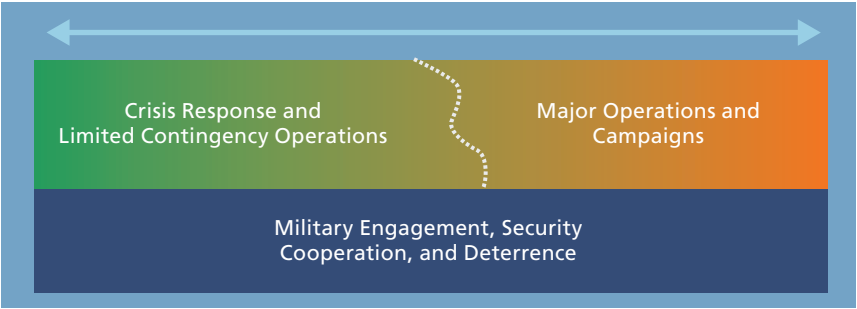 Crisis Response and
Limited Contingency Operations
Major Operations and
Campaigns
Military Engagement, Security
Cooperation, and Deterrence